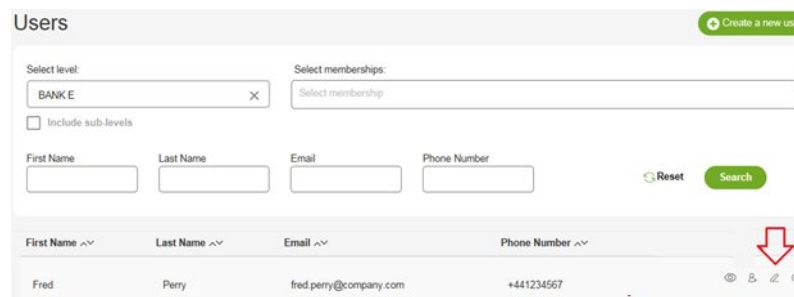 Users
Create a new us
Select level:
Select memberships:
BANK E
Select membership
Include sub-levels
First Name
Last Name
Email
Phone Number
Reset
Search
First Name
Last Name
Email
Phone Number
Fred
Perry
fred.perry@company.com
+441234567